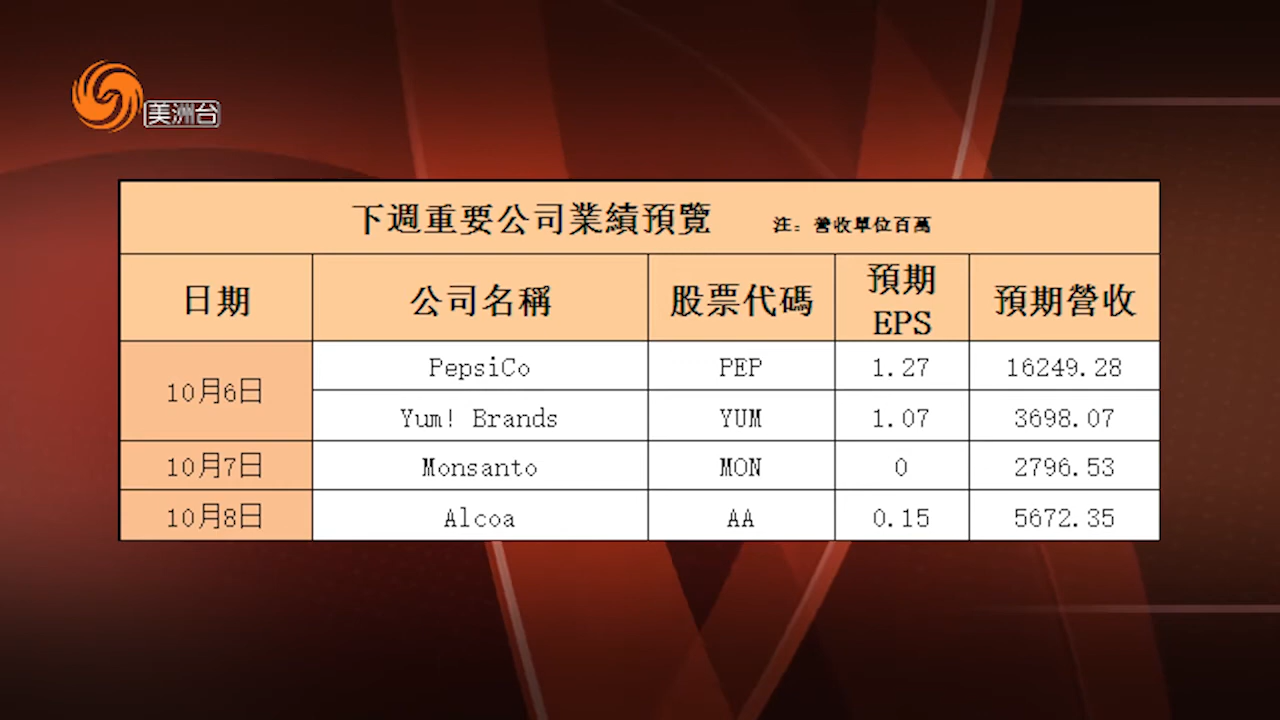 美洲台
下週重要公司業績預覽 注：營收單位百萬
日期 公司名稱 股票代碼 預期EPS 預期營收
10月6日 PepsiCo PEP 1.27 16249.28
Yum! Brands YUM 1.07 3698.07
10月7日 Monsanto MON 0 2796.53
10月8日 Alcoa AA 0.15 5672.35